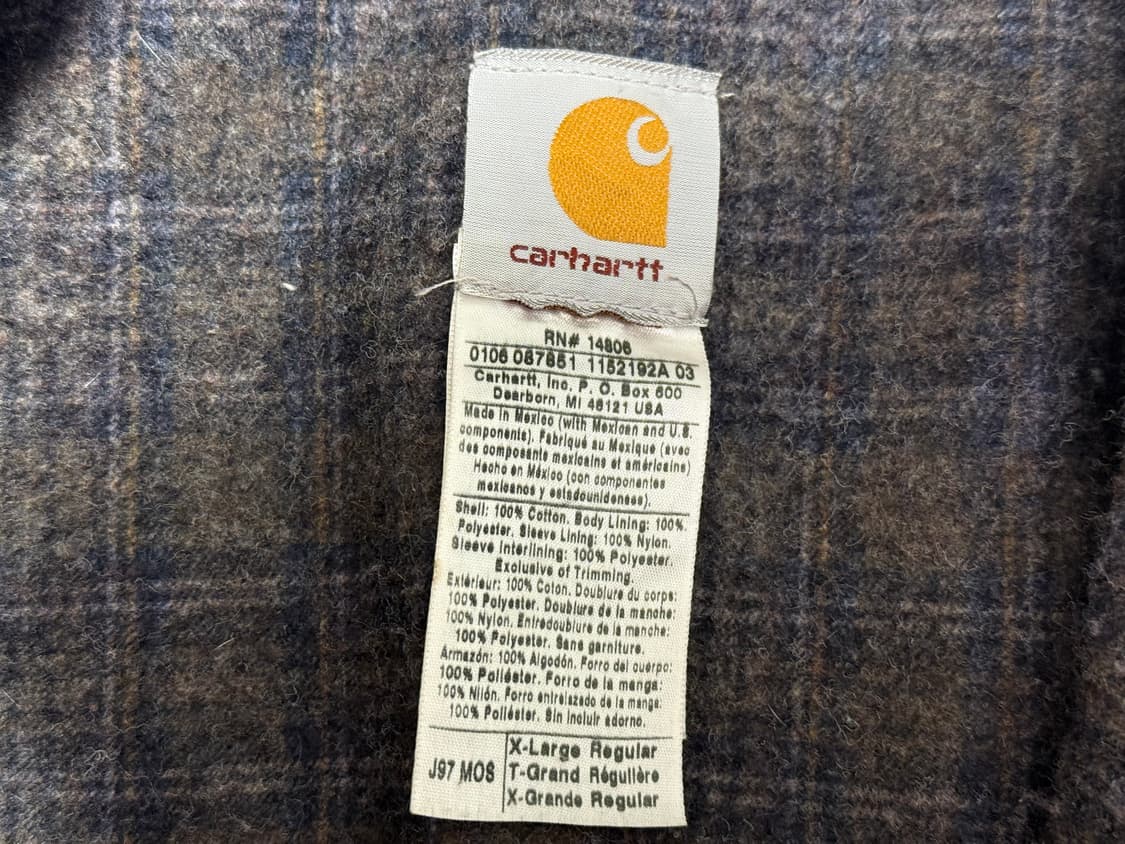 carhartt
RN# 14806
0106 087651 1152192A 03
Carhartt, Inc. P. O. Box 600
Dearborn, MI 48121 USA
Made in Mexico (with Mexican and U.S.
components). Fabriqué au Mexique (avec
des composants mexicains et américains)
Hecho en México (con componentes
mexicanos y estadounidenses).
Shell: 100% Cotton. Body Lining: 100%
Polyester. Sleeve Lining: 100% Nylon.
Sleeve Interlining: 100% Polyester.
Exclusive of Trimming.
Extérieur: 100% Coton. Doublure du corps:
100% Polyester. Doublure de la manche:
100% Nylon. Entredoublure de la manche:
100% Polyester. Sans garniture.
Armazón: 100% Algodón. Forro del cuerpo:
100% Poliéster. Forro de la manga:
100% Nilón. Forro entrelazado de la manga:
100% Poliéster. Sin incluir adorno.
J97 MOS
X-Large Regular
T-Grand Régulière
X-Grande Regular